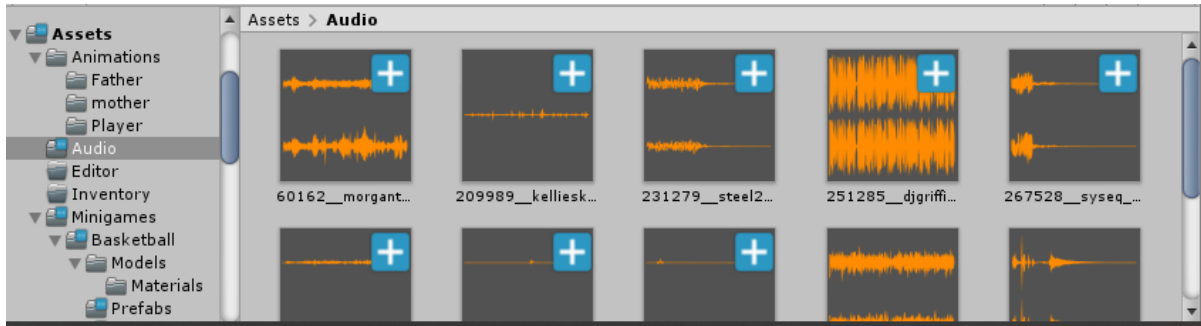 Assets
Animations
Father
mother
Player
Audio
Editor
Inventory
Minigames
Basketball
Models
Materials
Prefabs
Assets > Audio
60162__morgant...
209989__kelliesk...
231279__steel2...
251285__djgriffi...
267528__syseq_...